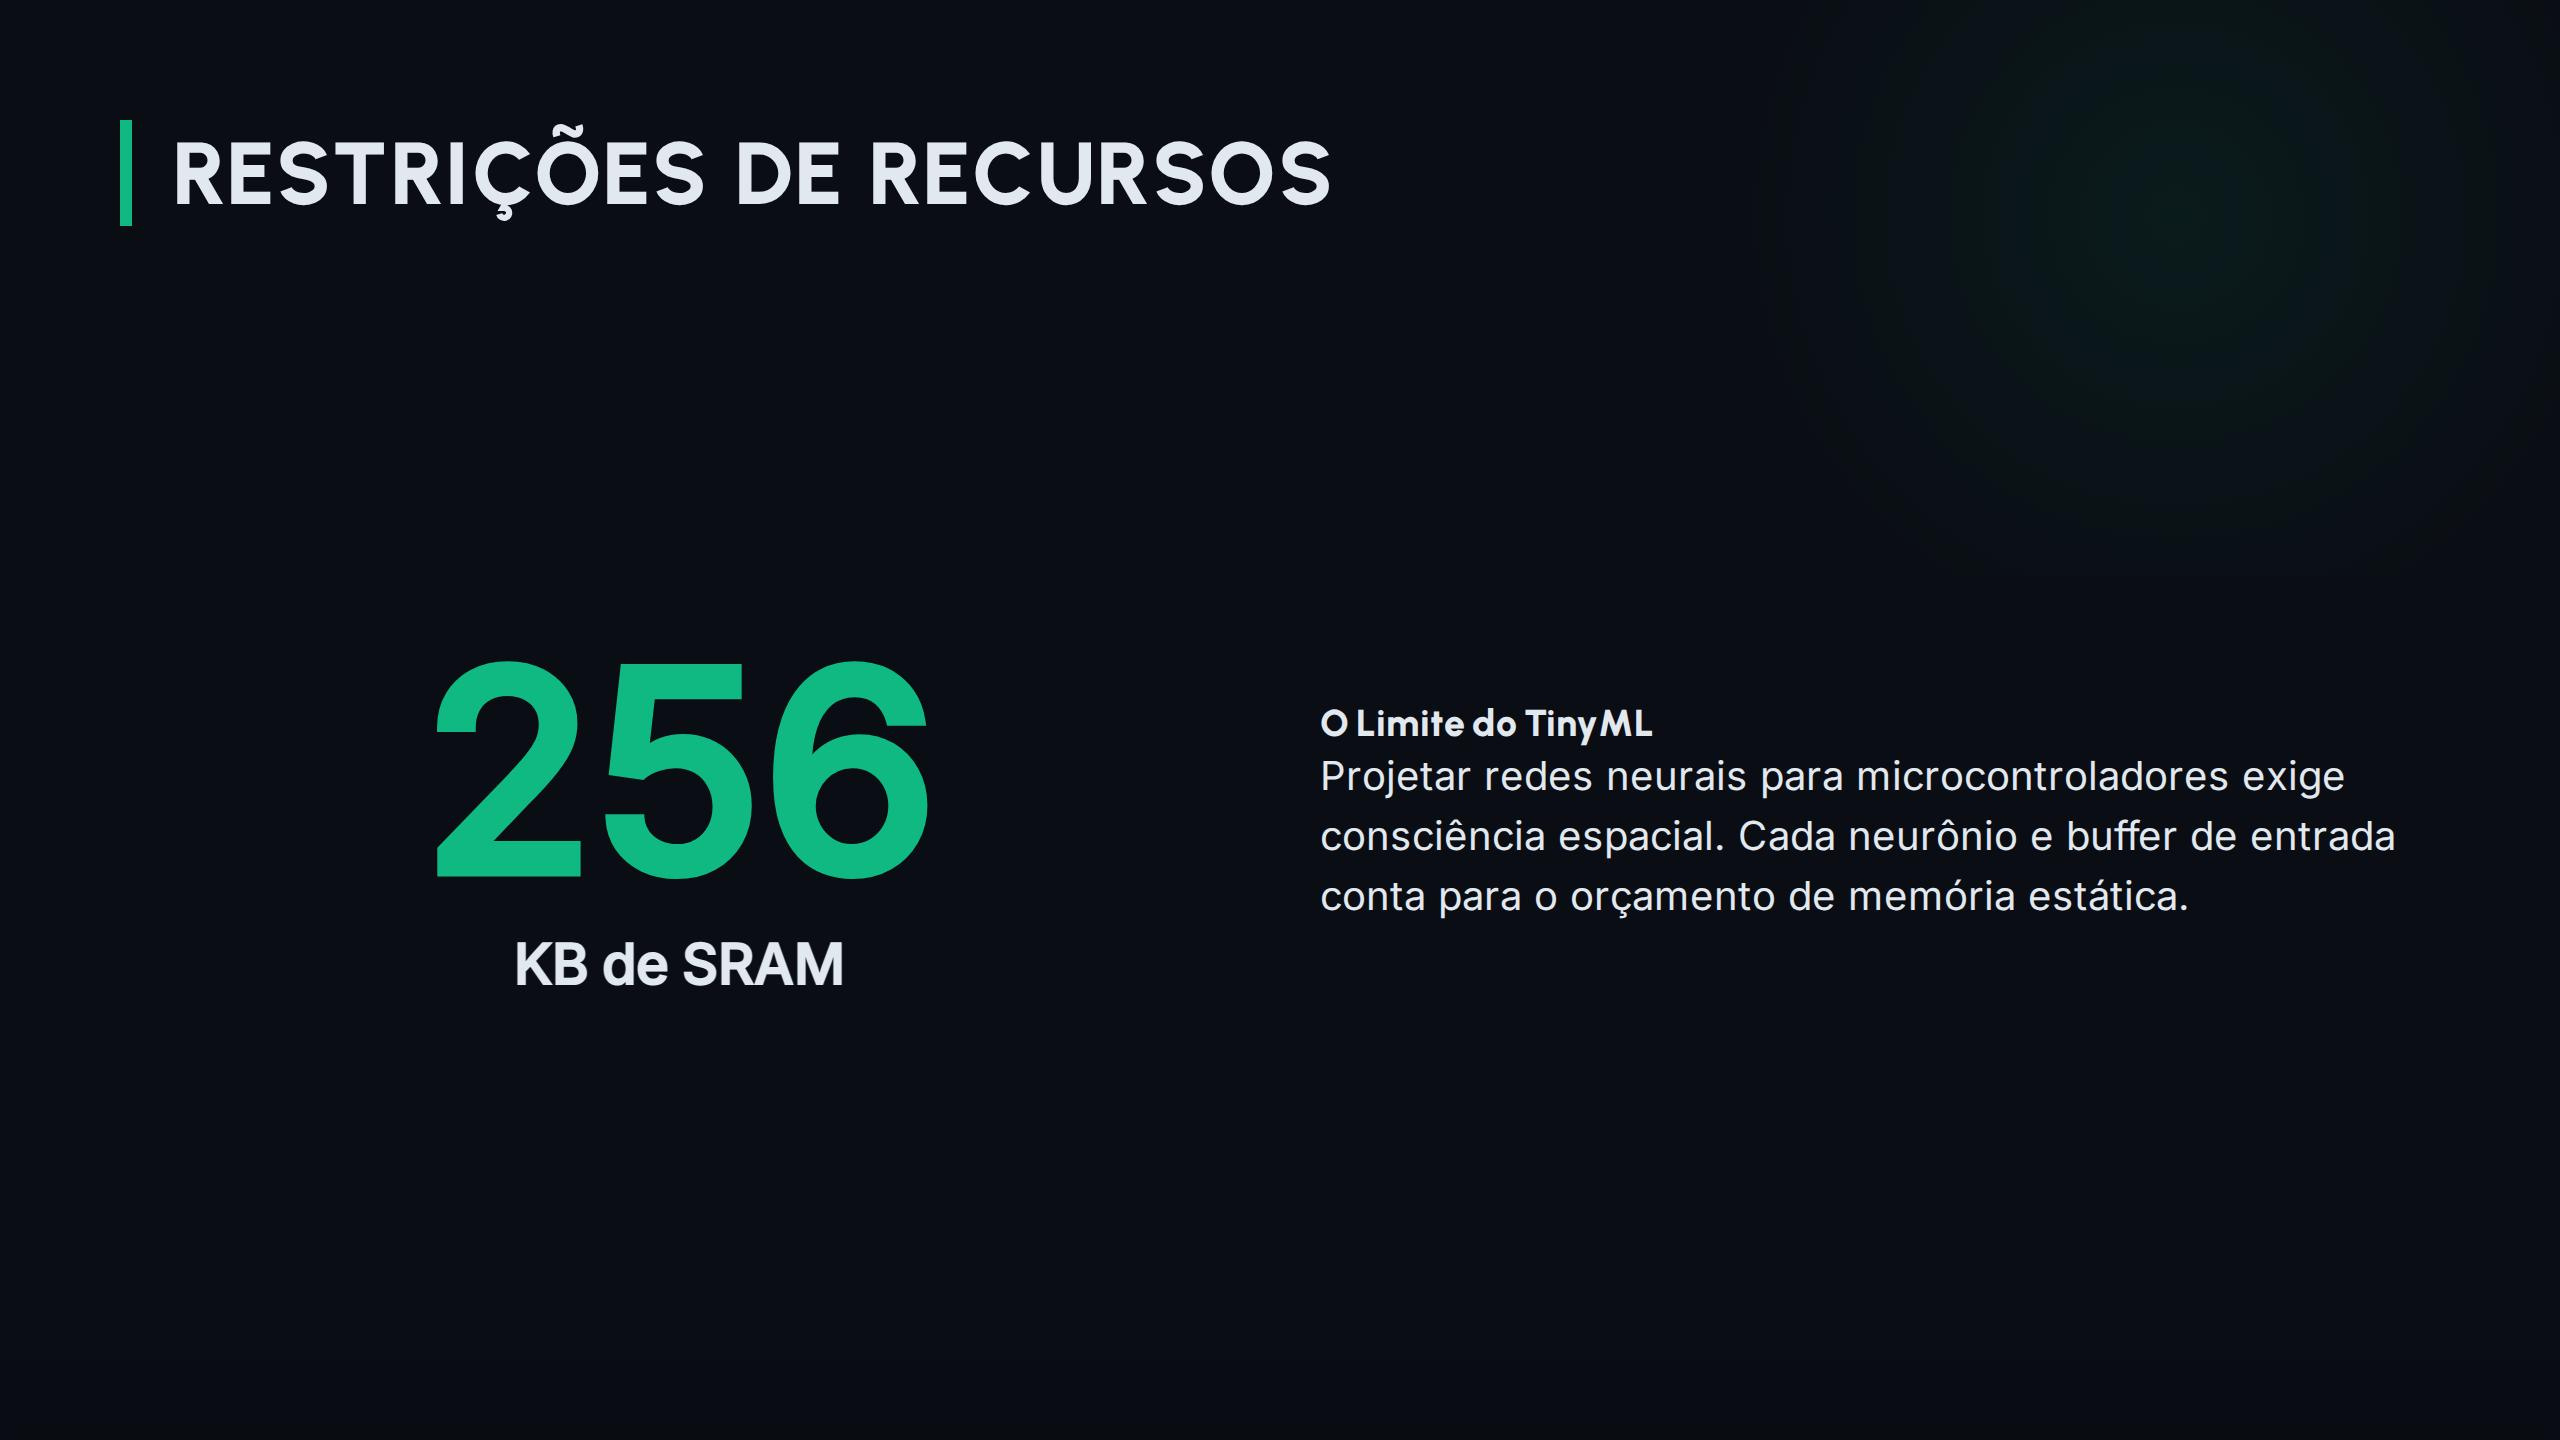 RESTRIÇÕES DE RECURSOS
256
KB de SRAM
O Limite do TinyML
Projetar redes neurais para microcontroladores exige
consciência espacial. Cada neurônio e buffer de entrada
conta para o orçamento de memória estática.